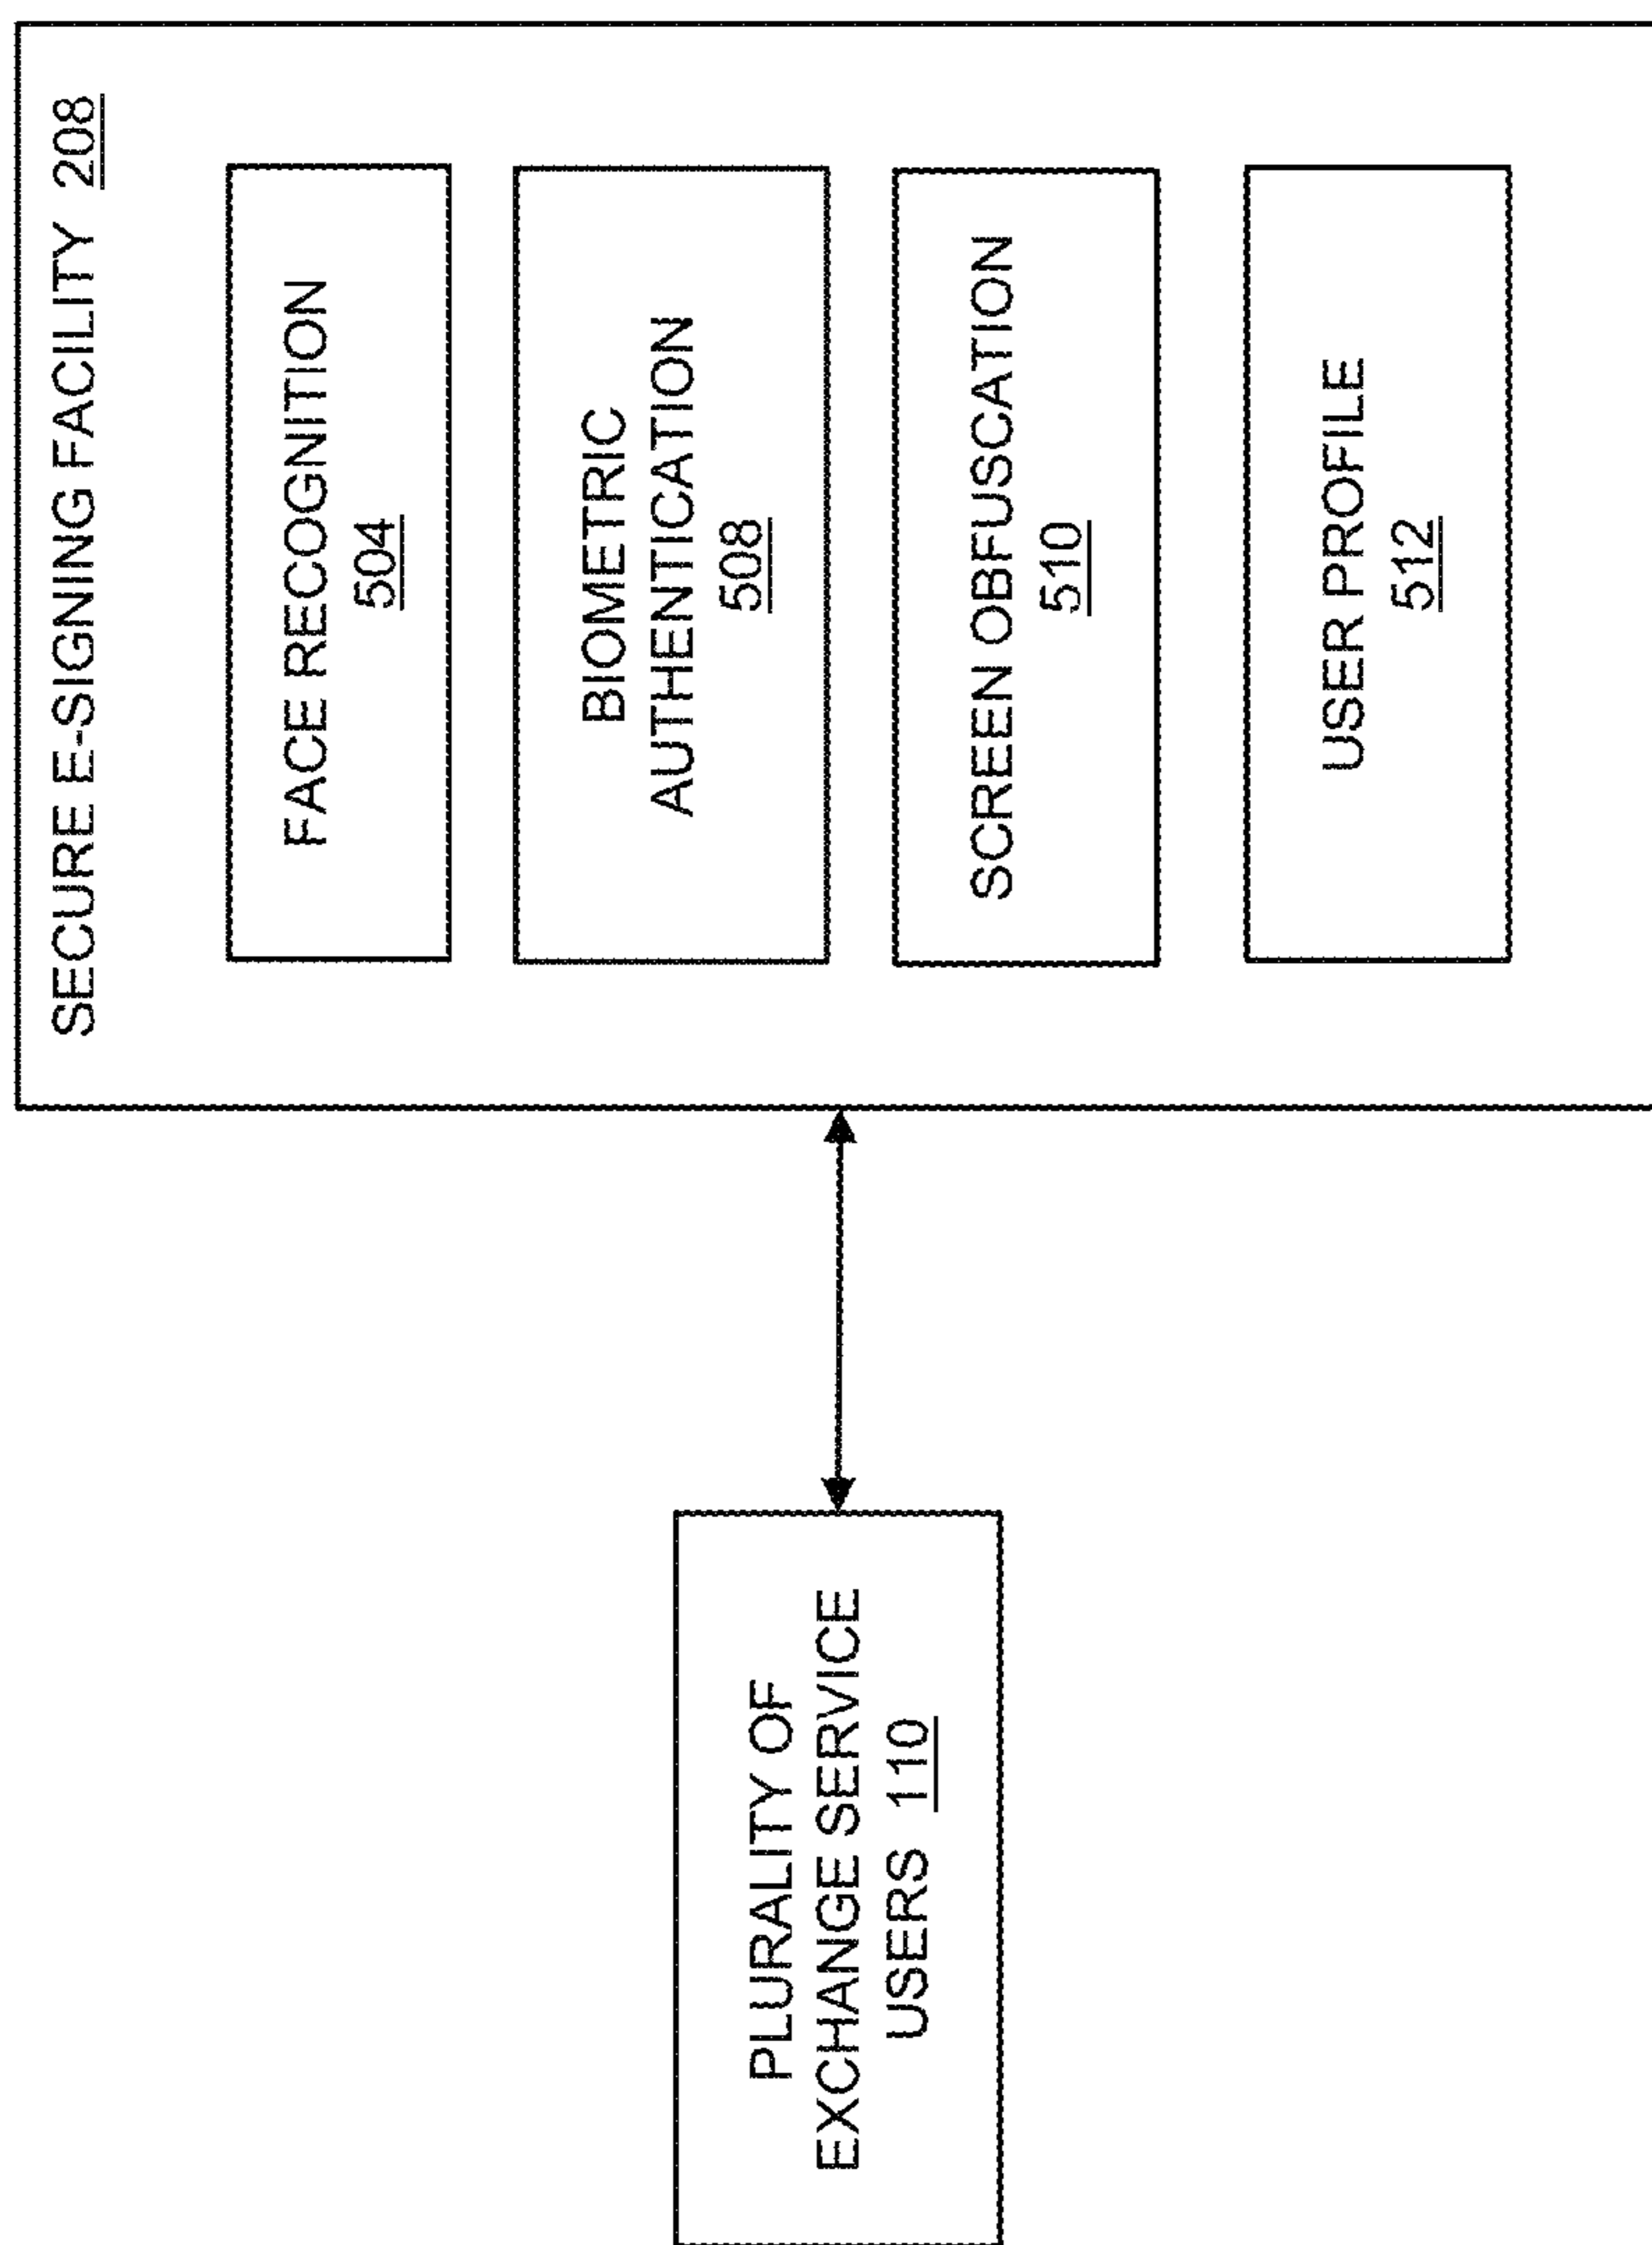 SECURE E-SIGNING FACILITY 208
FACE RECOGNITION
504
BIOMETRIC
AUTHENTICATION
508
SCREEN OBFUSCATION
510
USER PROFILE
512
PLURALITY OF
EXCHANGE SERVICE
USERS 110